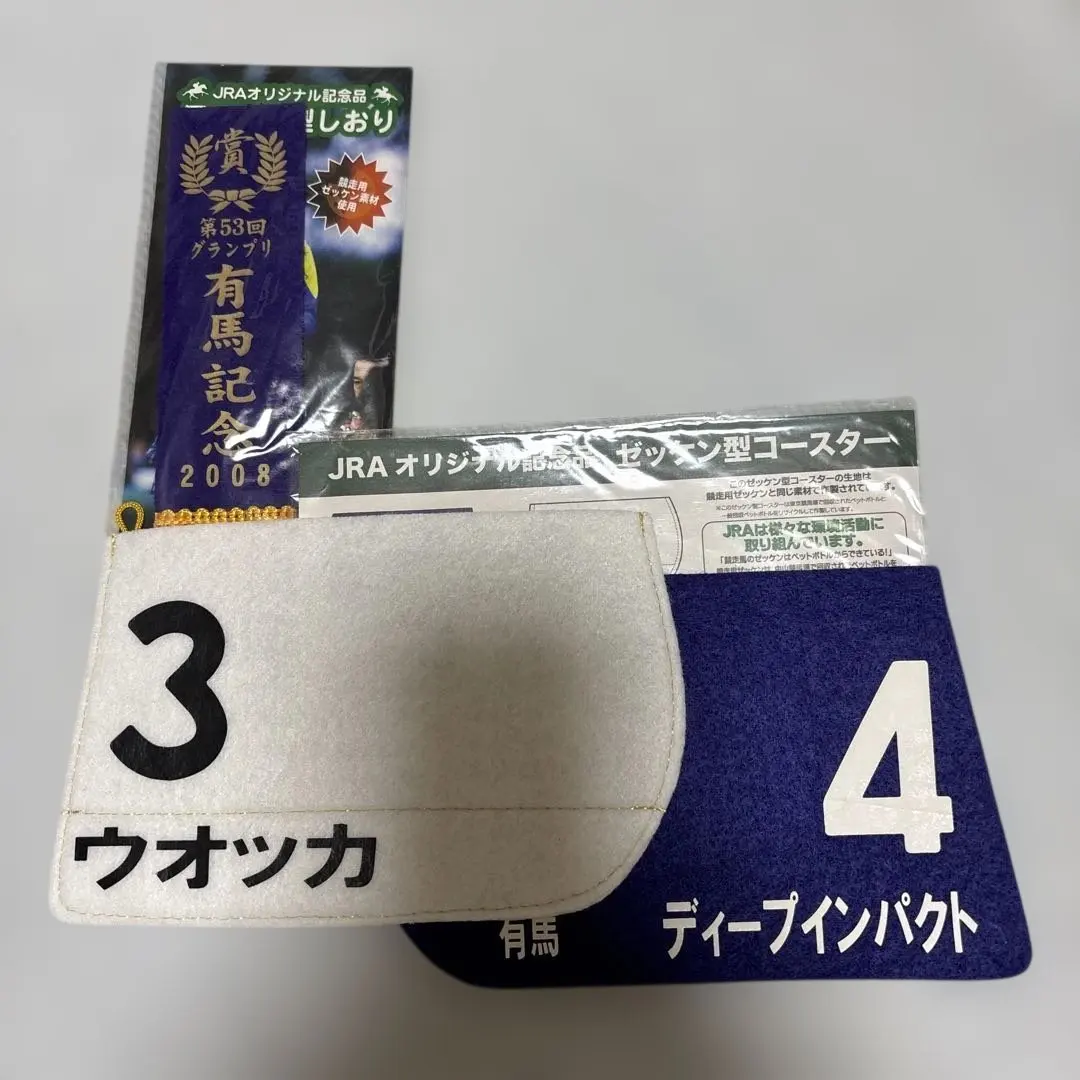 JRAオリジナル記念品
型しおり
競走用
ゼッケン素材
使用
賞
第53回
グランプリ
有馬記念
2008
JRA オリジナル記念品 ゼッケン型コースター
このゼッケン型コースターの生地は
競走用ゼッケンと同じ素材で作製されています。
JRAは様々な環境活動に
取り組んでいます。
「競走馬のゼッケンはペットボトルからできている!」
3
ウオッカ
4
有馬
ディープインパクト